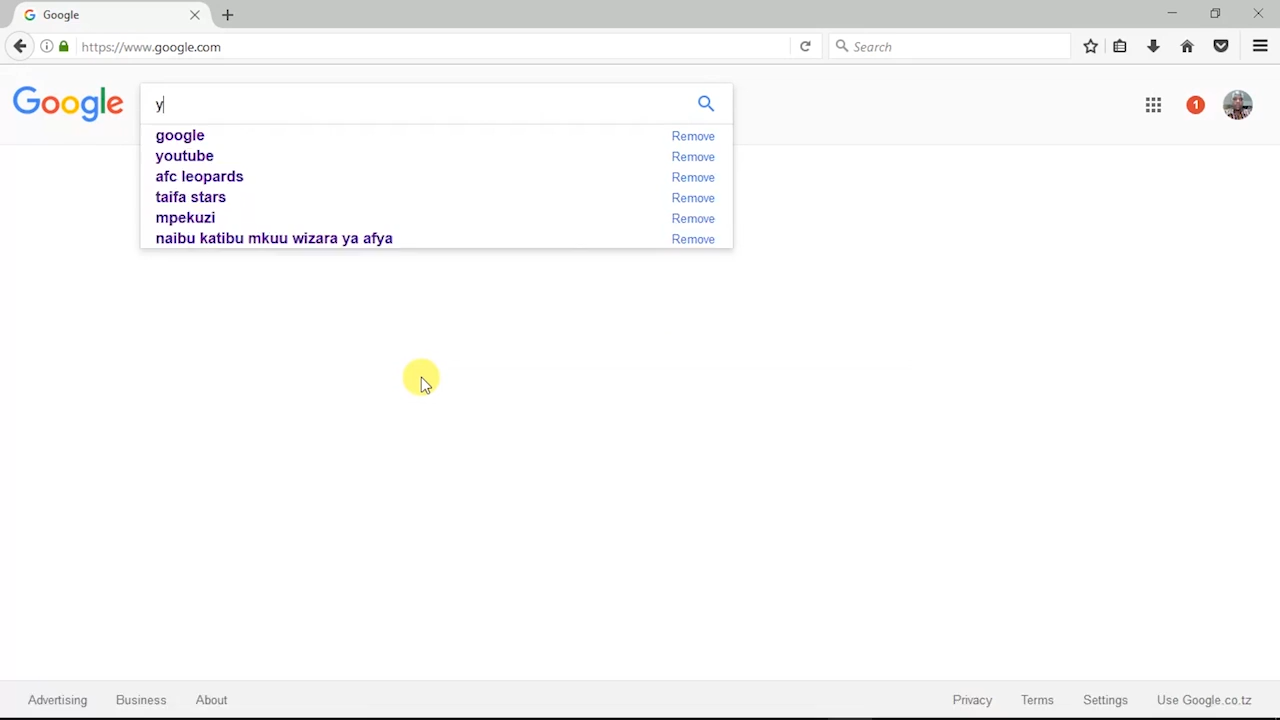 Google
https://www.google.com
Search
Google
y
1
google Remove
youtube Remove
afc leopards Remove
taifa stars Remove
mpekuzi Remove
naibu katibu mkuu wizara ya afya Remove
Advertising Business About Privacy Terms Settings Use Google.co.tz